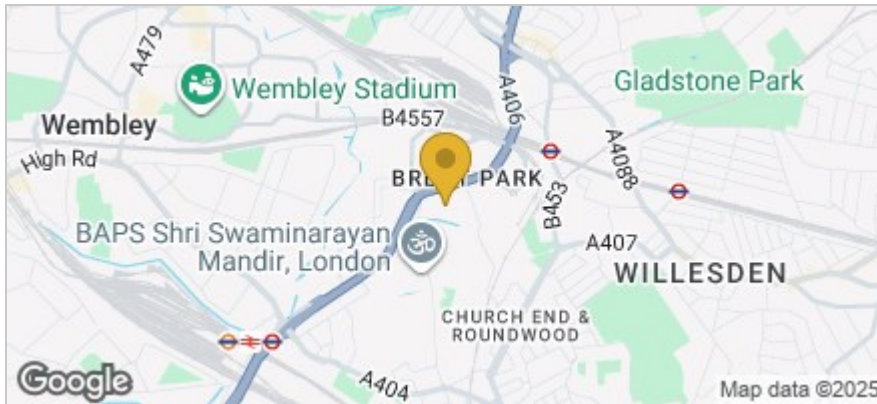 A479
Wembley Stadium
A406
Gladstone Park
Wembley
B4557
A4088
High Rd
PARK
B453
BAPS Shri Swaminarayan
Mandir, London
A407
WILLESDEN
CHURCH END &
ROUNDWOOD
Google
A404
Map data ©2025